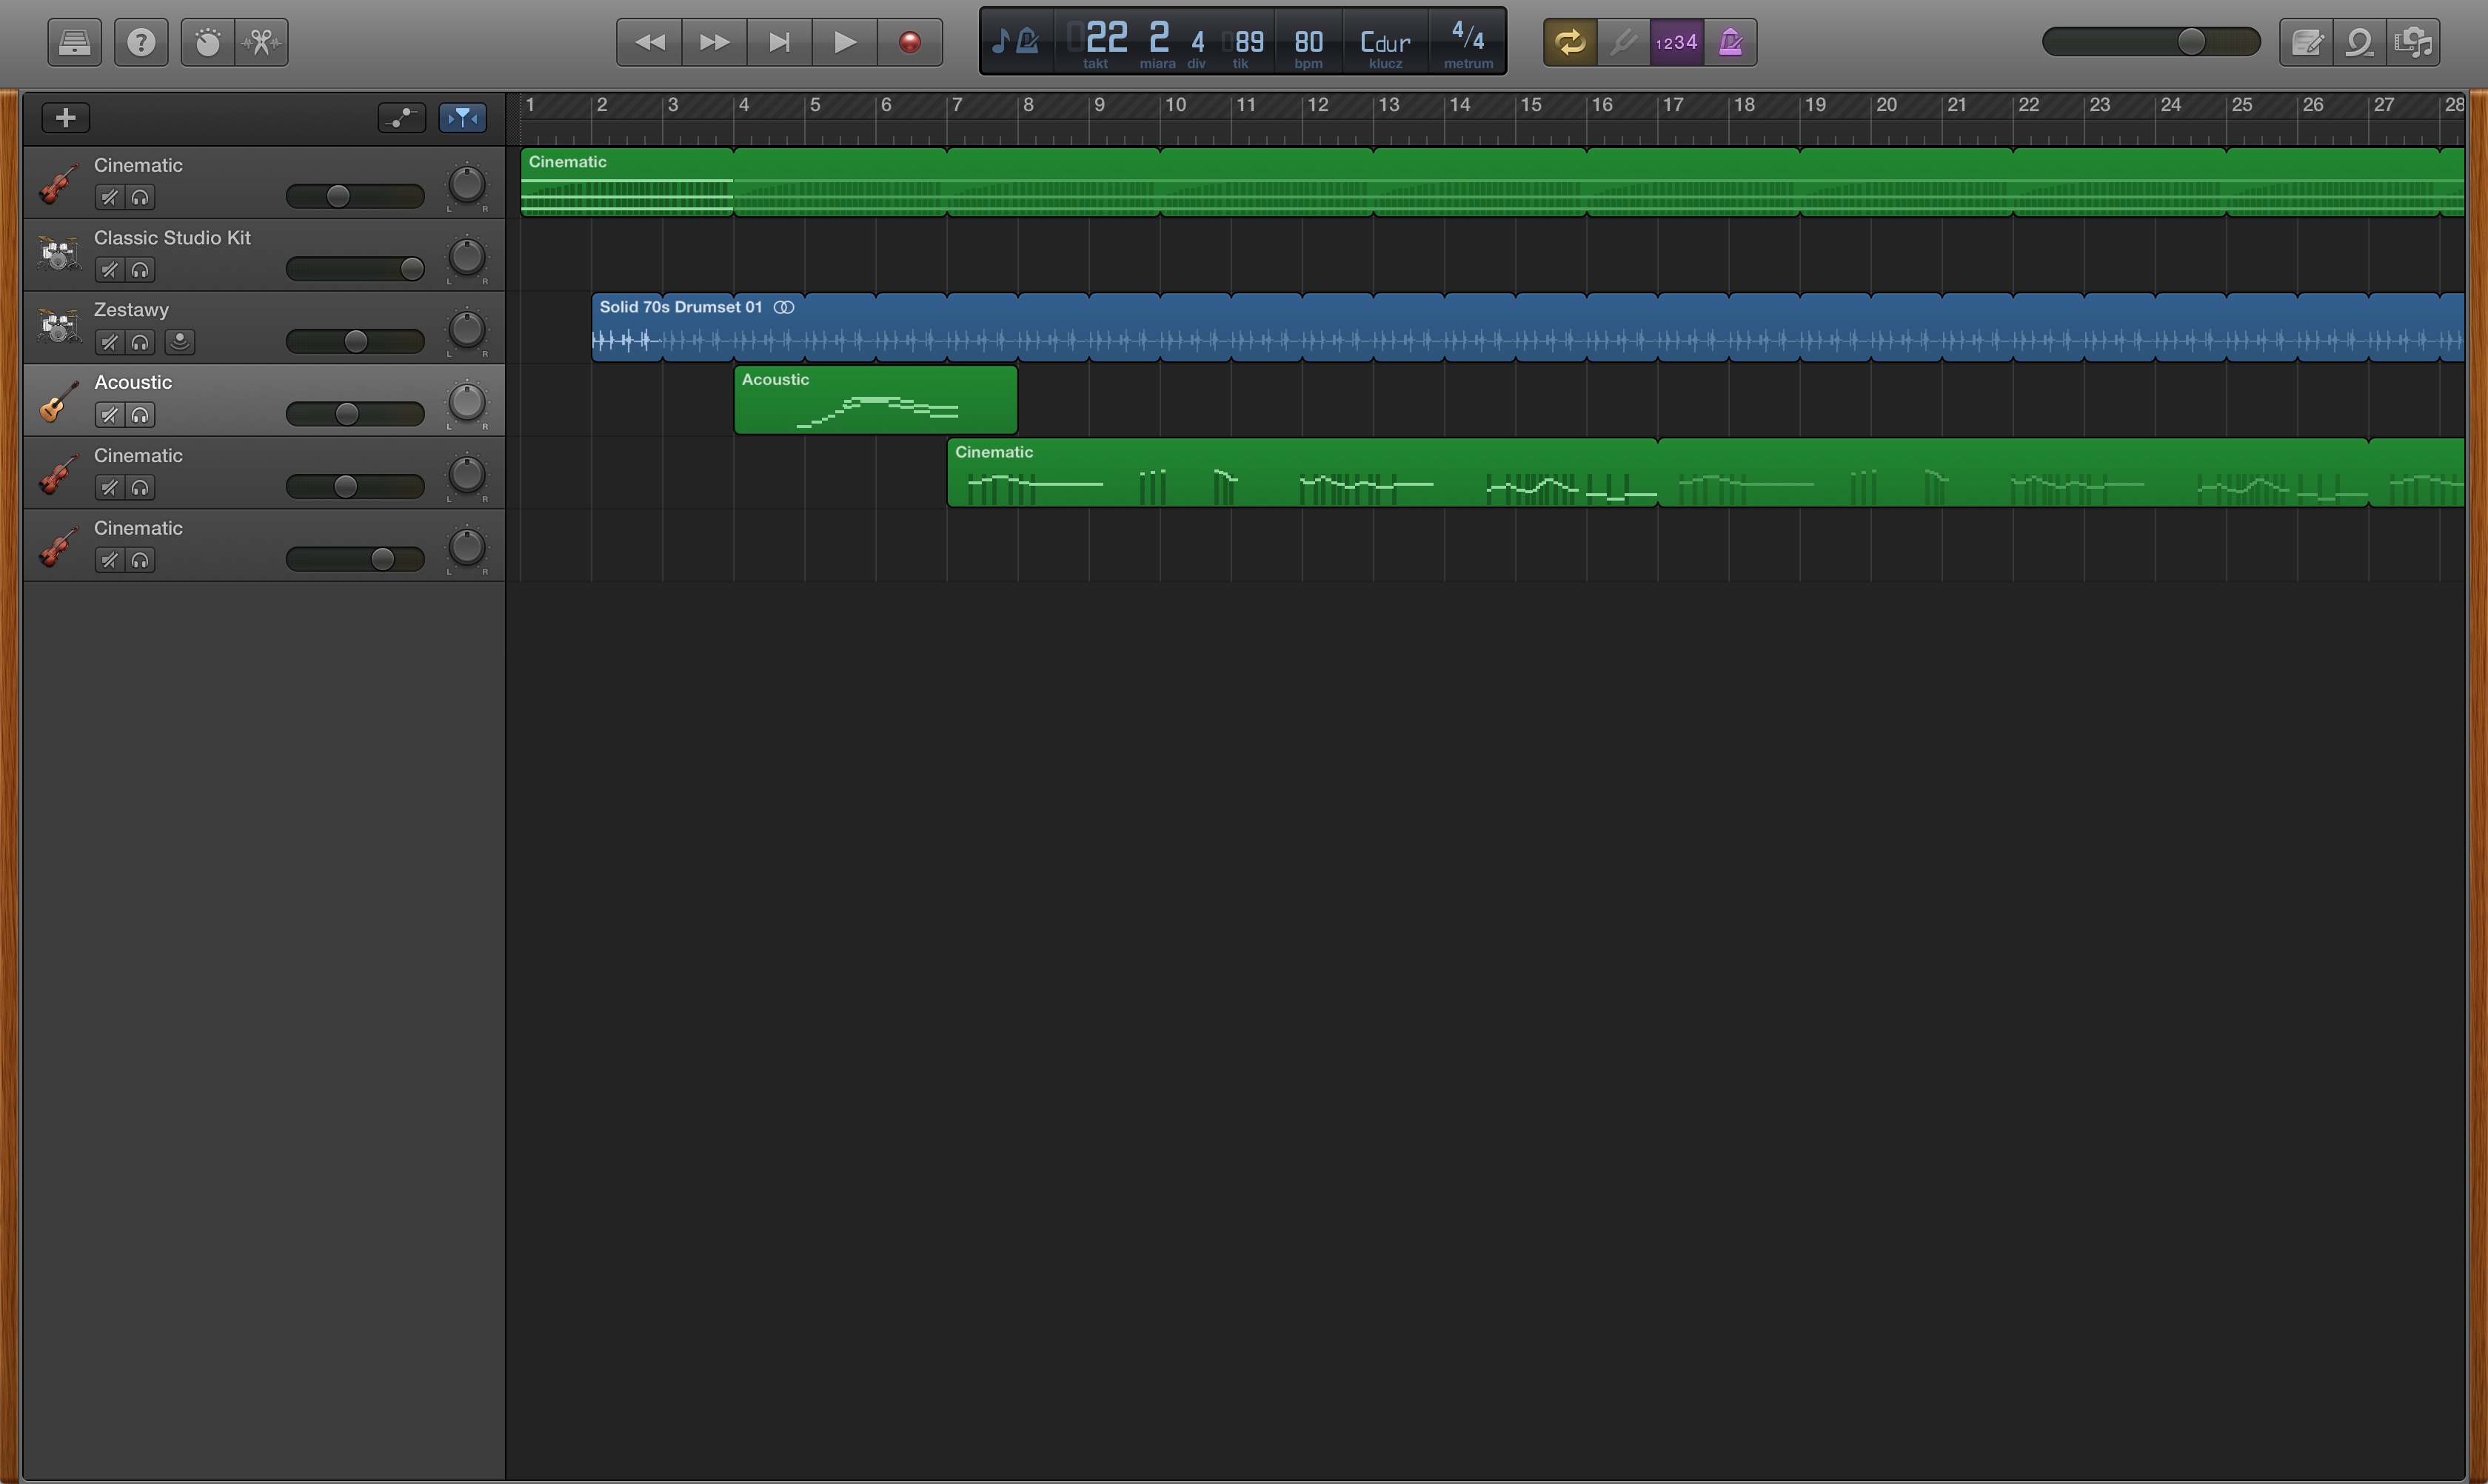 ?
022 2 4 089 80 Cdur 4/4
takt miara div tik bpm klucz metrum
1234
1 2 3 4 5 6 7 8 9 10 11 12 13 14 15 16 17 18 19 20 21 22 23 24 25 26 27 28
Cinematic
L R
Cinematic
Classic Studio Kit
L R
Zestawy
L R
Solid 70s Drumset 01
Acoustic
L R
Acoustic
Cinematic
L R
Cinematic
Cinematic
L R